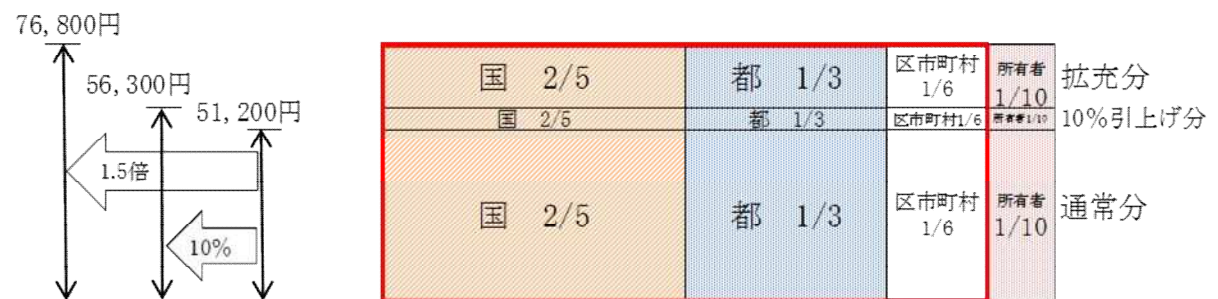 76,800円
56,300円
51,200円
1.5倍
10%
国 2/5
都 1/3
区市町村
1/6
所有者
1/10
拡充分
国 2/5
都 1/3
区市町村1/6
所有者1/10
10%引上げ分
国 2/5
都 1/3
区市町村
1/6
所有者
1/10
通常分